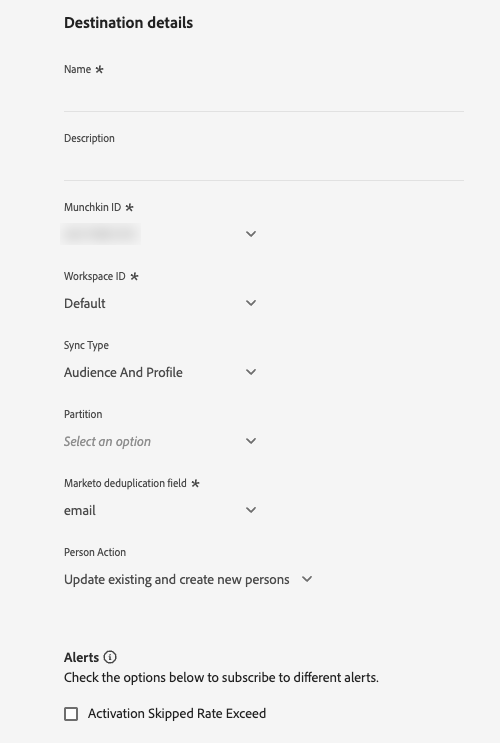 Destination details
Name *
Description
Munchkin ID *
Workspace ID *
Default
Sync Type
Audience And Profile
Partition
Select an option
Marketo deduplication field *
email
Person Action
Update existing and create new persons
Alerts
Check the options below to subscribe to different alerts.
Activation Skipped Rate Exceed